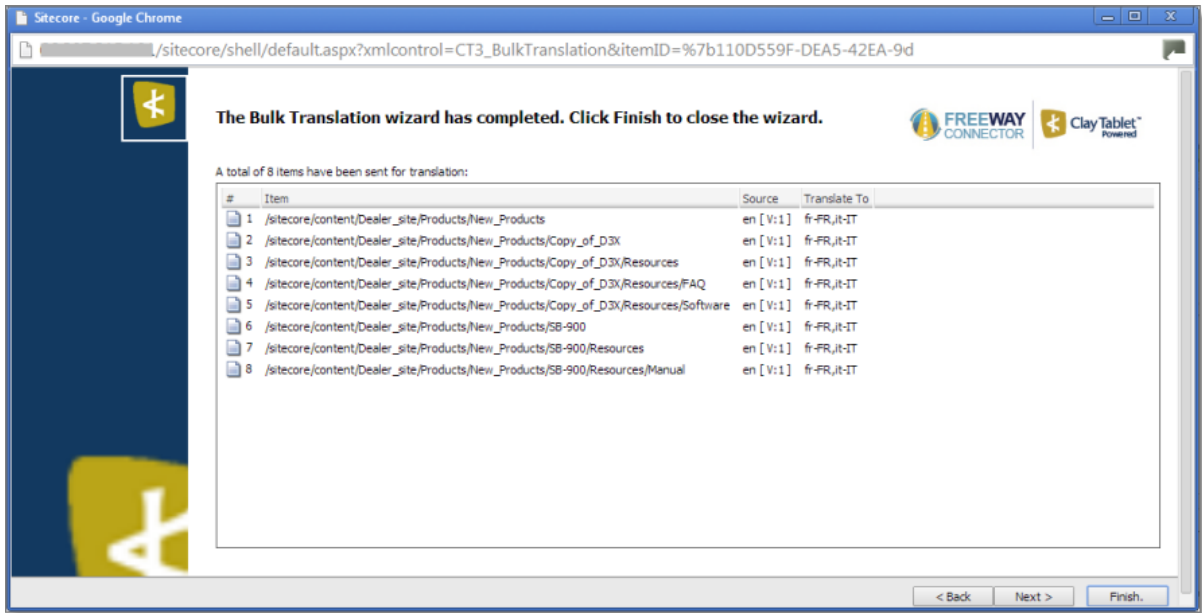 Sitecore - Google Chrome
/sitecore/shell/default.aspx?xmlcontrol=CT3_BulkTranslation&itemID=%7b110D559F-DEA5-42EA-9d
The Bulk Translation wizard has completed. Click Finish to close the wizard.
FREEWAY CONNECTOR
Clay Tablet™ Powered
A total of 8 items have been sent for translation:
# Item Source Translate To
1 /sitecore/content/Dealer_site/Products/New_Products en [V:1] fr-FR,it-IT
2 /sitecore/content/Dealer_site/Products/New_Products/Copy_of_D3X en [V:1] fr-FR,it-IT
3 /sitecore/content/Dealer_site/Products/New_Products/Copy_of_D3X/Resources en [V:1] fr-FR,it-IT
4 /sitecore/content/Dealer_site/Products/New_Products/Copy_of_D3X/Resources/FAQ en [V:1] fr-FR,it-IT
5 /sitecore/content/Dealer_site/Products/New_Products/Copy_of_D3X/Resources/Software en [V:1] fr-FR,it-IT
6 /sitecore/content/Dealer_site/Products/New_Products/SB-900 en [V:1] fr-FR,it-IT
7 /sitecore/content/Dealer_site/Products/New_Products/SB-900/Resources en [V:1] fr-FR,it-IT
8 /sitecore/content/Dealer_site/Products/New_Products/SB-900/Resources/Manual en [V:1] fr-FR,it-IT
< Back Next > Finish.